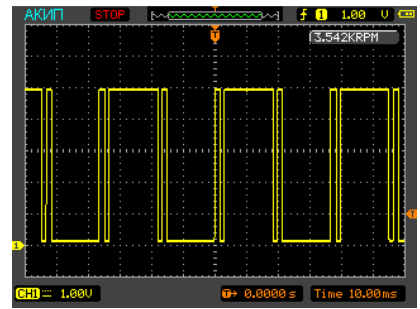 АКИП STOP T f 1 1.00 V
T
3.542KRPM
T
1
CH1 1.00V T→ 0.0000 s Time 10.00ms